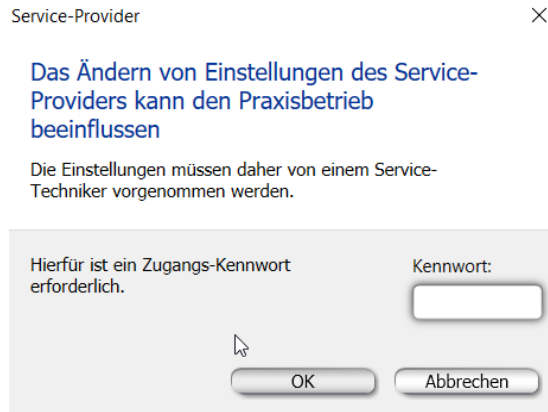 Service-Provider
Das Ändern von Einstellungen des Service-
Providers kann den Praxisbetrieb
beeinflussen
Die Einstellungen müssen daher von einem Service-
Techniker vorgenommen werden.
Hierfür ist ein Zugangs-Kennwort
erforderlich.
Kennwort:
OK
Abbrechen